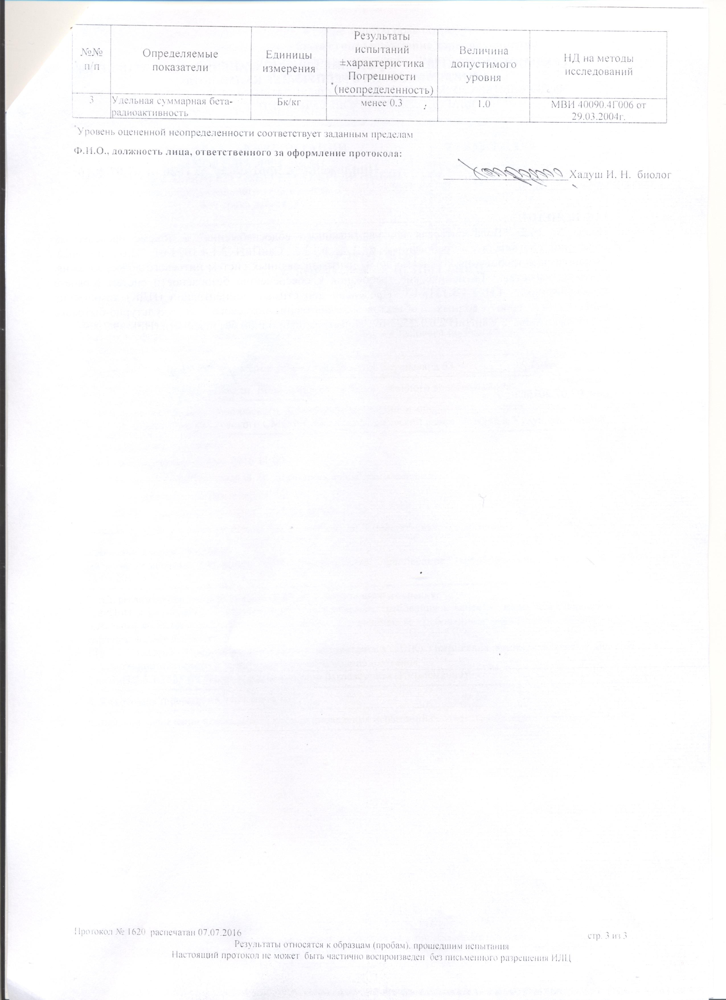 №№
п/п
Определяемые
показатели
Единицы
измерения
Результаты
испытаний
±характеристика
Погрешности
*(неопределенность)
Величина
допустимого
уровня
НД на методы
исследований
3
Удельная суммарная бета-
радиоактивность
Бк/кг
менее 0.3
1.0
МВИ 40090.4Г006 от
29.03.2004г.
*Уровень оцененной неопределенности соответствует заданным пределам
Ф.И.О., должность лица, ответственного за оформление протокола:
Хадуш И. Н. биолог
Протокол № 1620 распечатан 07.07.2016
стр. 3 из 3
Результаты относятся к образцам (пробам), прошедшим испытания
Настоящий протокол не может быть частично воспроизведен без письменного разрешения ИЛЦ